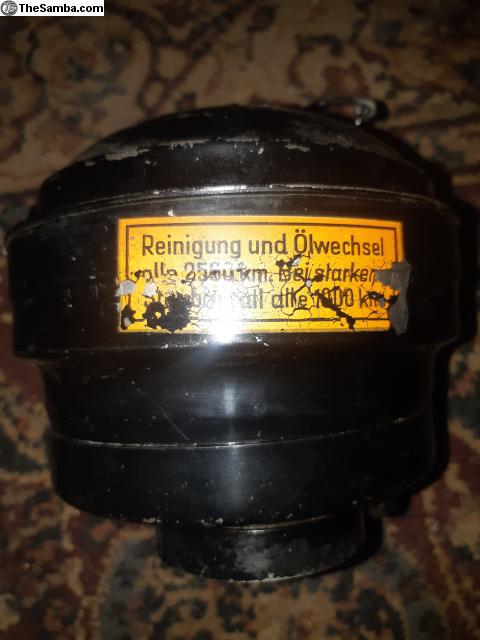 TheSamba.com
Reinigung und Ölwechsel
alle 2500 km. Bei starkem
alle 1000 km